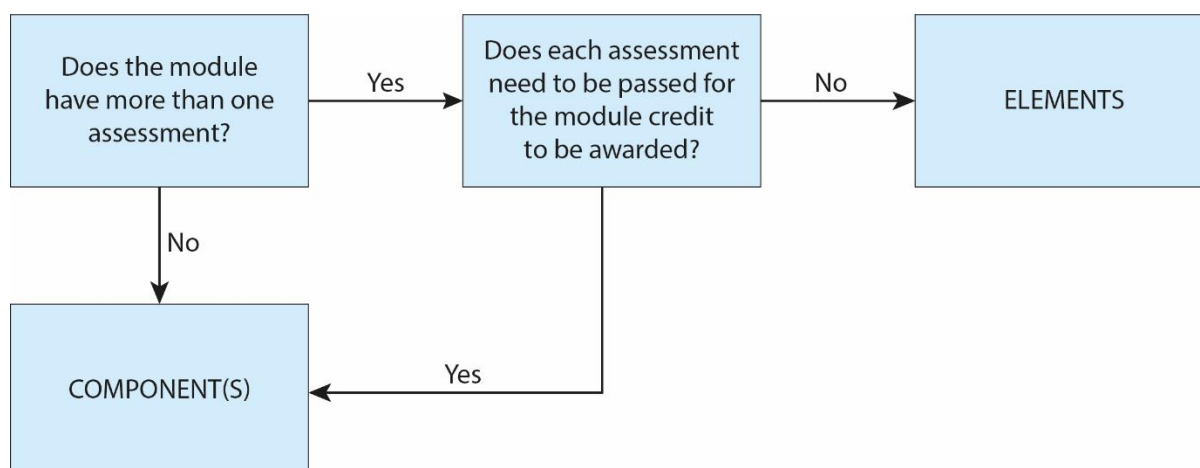 Does the module
have more than one
assessment?
Yes
Does each assessment
need to be passed for
the module credit
to be awarded?
No
ELEMENTS
No
COMPONENT(S)
Yes